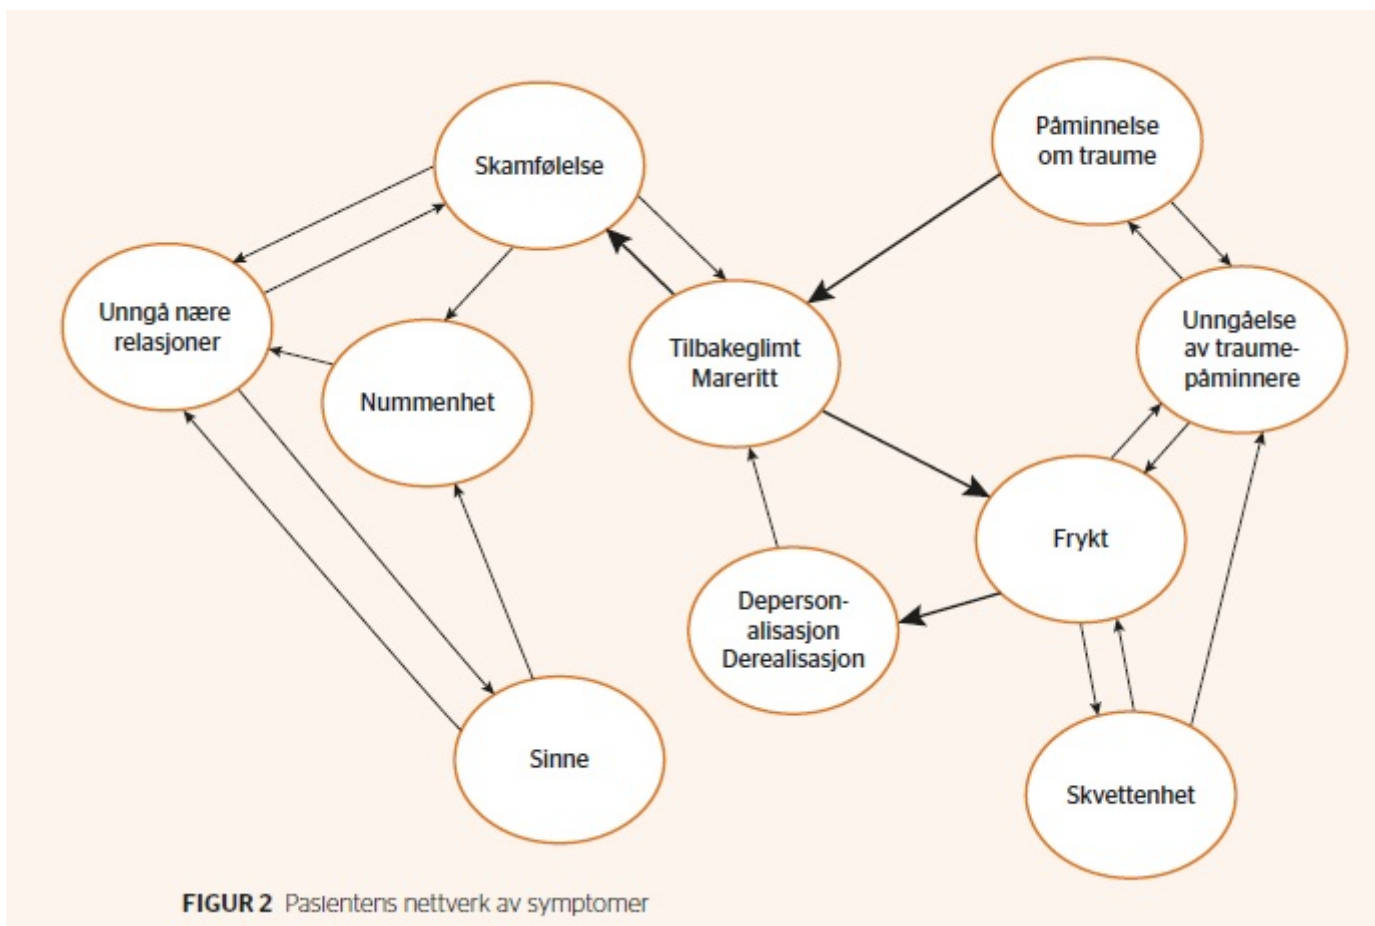 Skamfølelse
Påminnelse
om traume
Unngå nære
relasjoner
Nummenhet
Tilbakeglimt
Mareritt
Unngåelse
av traume-
påminnere
Frykt
Deperson-
alisasjon
Derealisasjon
Sinne
Skvettenhet
FIGUR 2 Pasientens nettverk av symptomer